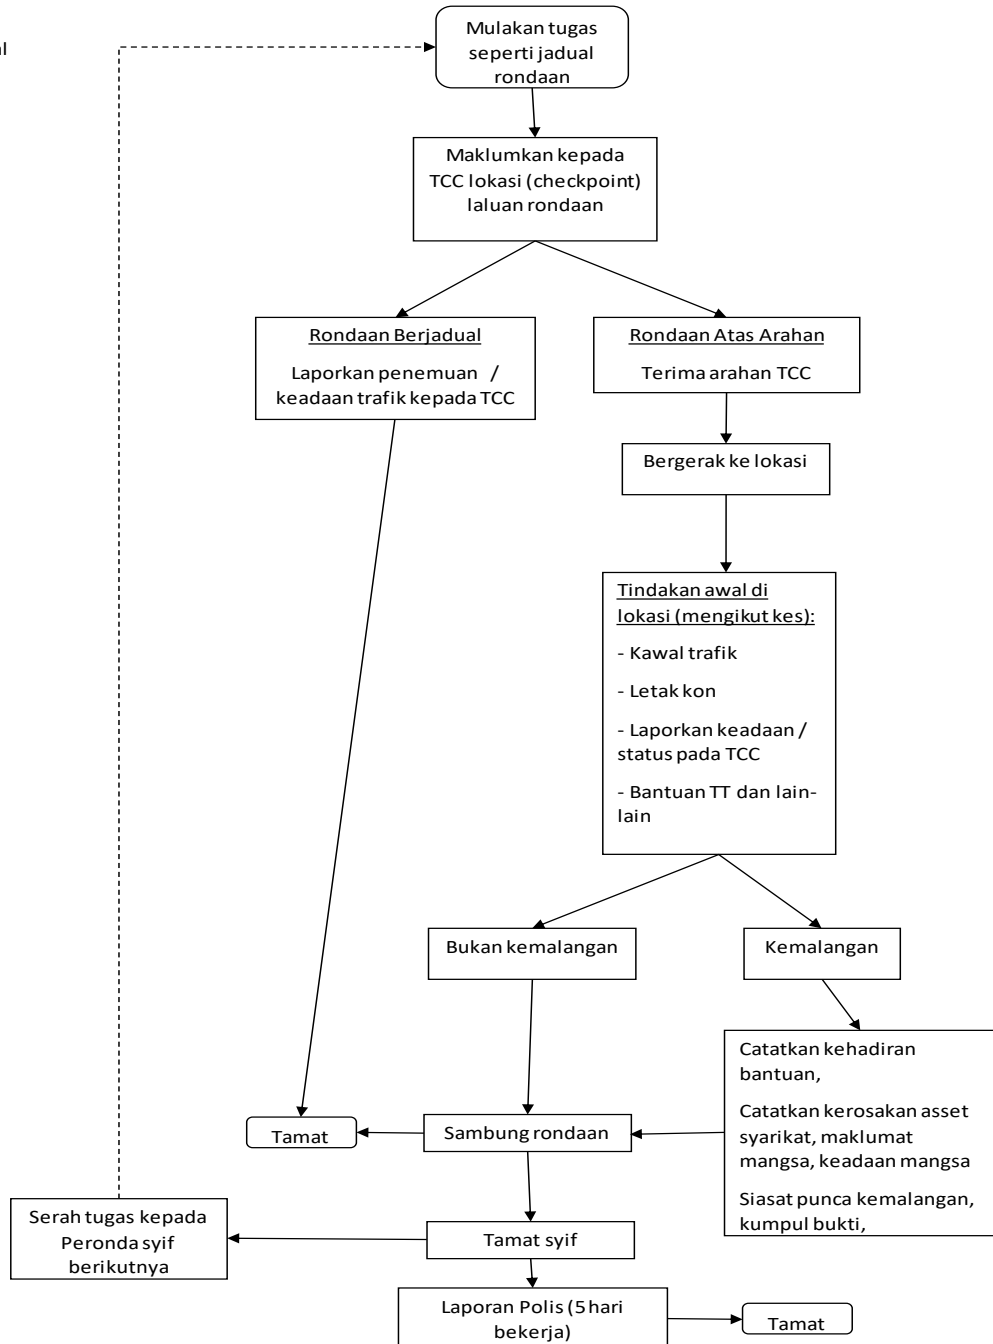 al
Mulakan tugas
seperti jadual
rondaan
Maklumkan kepada
TCC lokasi (checkpoint)
laluan rondaan
Rondaan Berjadual
Laporkan penemuan /
keadaan trafik kepada TCC
Rondaan Atas Arahan
Terima arahan TCC
Bergerak ke lokasi
Tindakan awal di
lokasi (mengikut kes):
- Kawal trafik
- Letak kon
- Laporkan keadaan /
status pada TCC
- Bantuan TT dan lain-
lain
Bukan kemalangan
Kemalangan
Catatkan kehadiran
bantuan,
Catatkan kerosakan asset
syarikat, maklumat
mangsa, keadaan mangsa
Siasat punca kemalangan,
kumpul bukti,
Tamat
Sambung rondaan
Serah tugas kepada
Peronda syif
berikutnya
Tamat syif
Laporan Polis (5 hari
bekerja)
Tamat